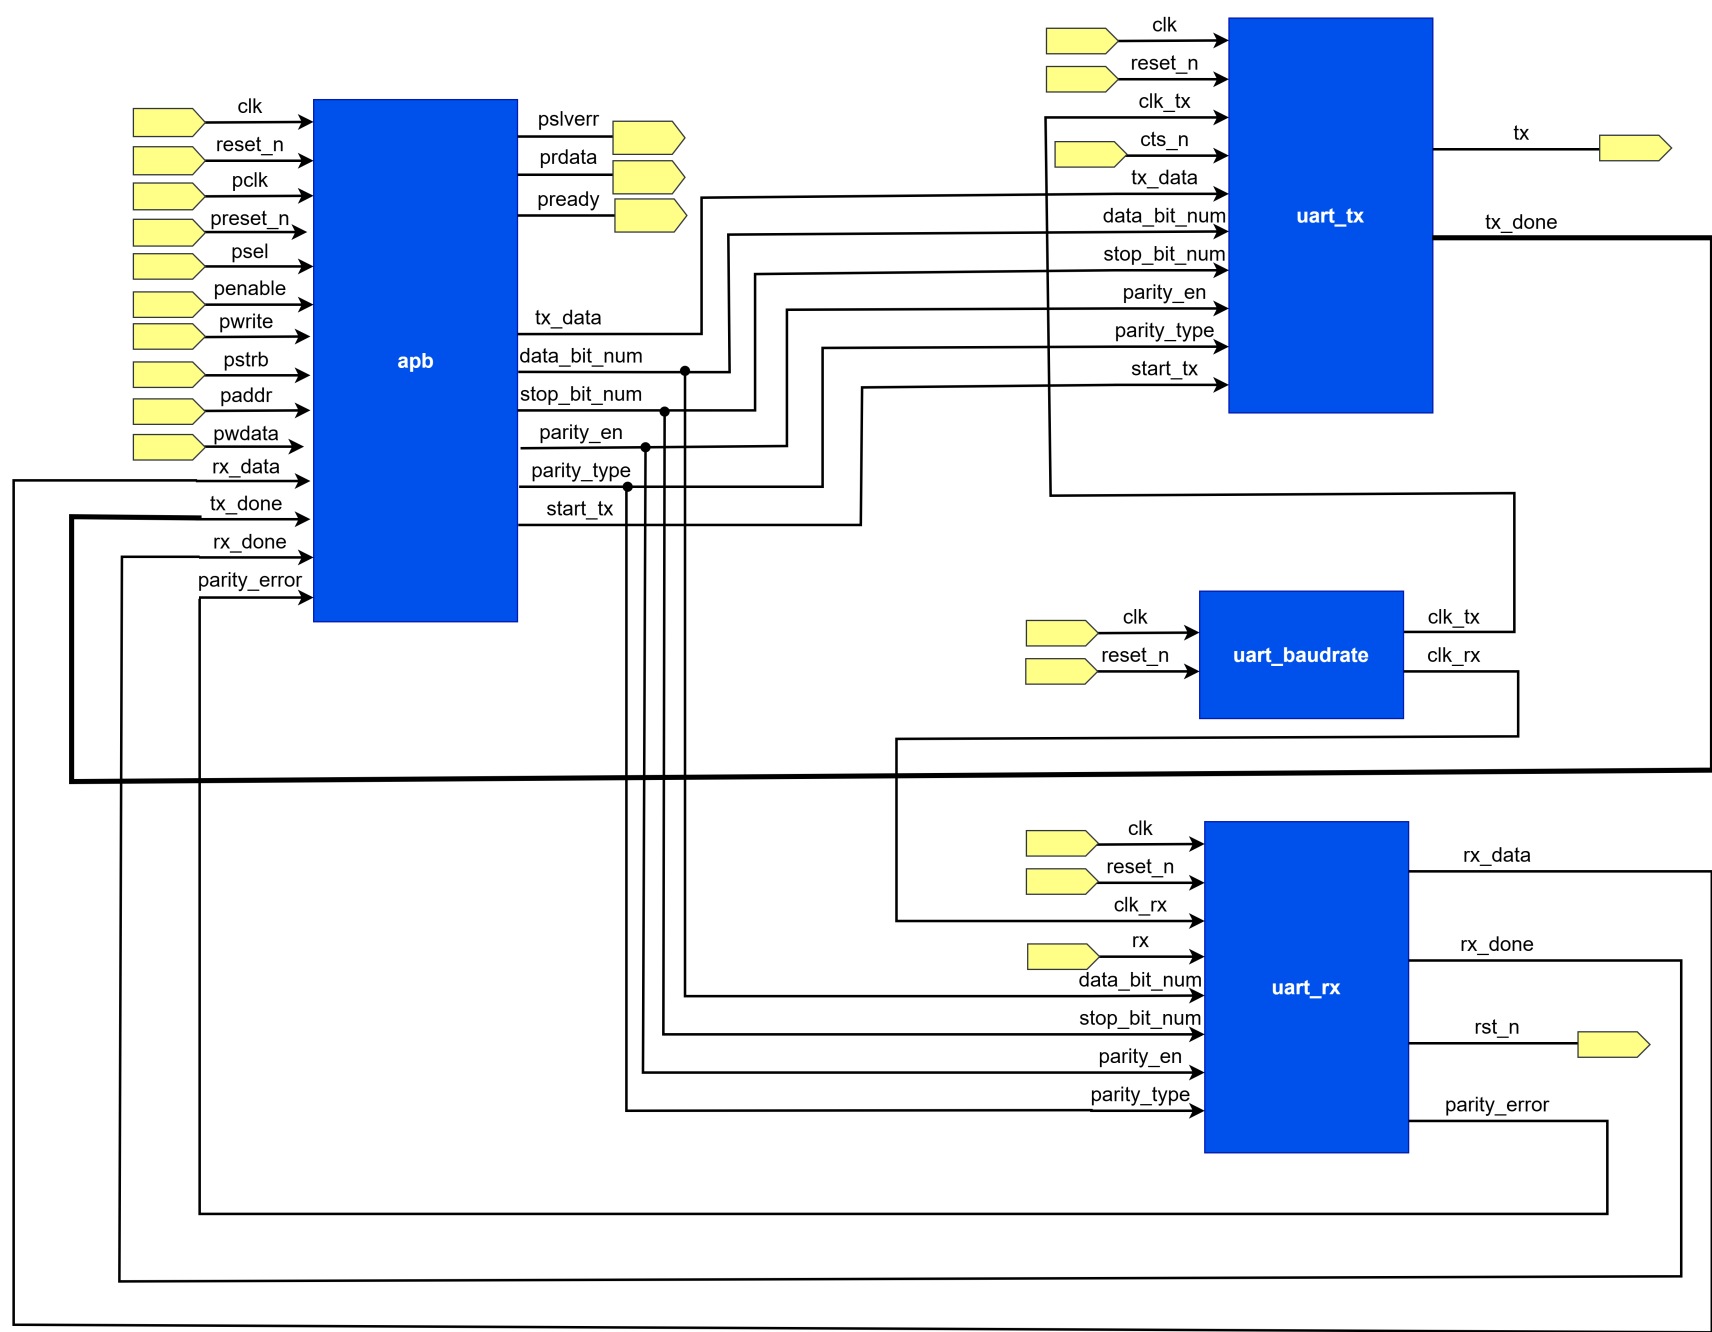 clk
reset_n
pclk
preset_n
psel
penable
pwrite
pstrb
paddr
pwdata
rx_data
tx_done
rx_done
parity_error
apb
pslverr
prdata
pready
tx_data
data_bit_num
stop_bit_num
parity_en
parity_type
start_tx
clk
reset_n
clk_tx
cts_n
tx_data
data_bit_num
stop_bit_num
parity_en
parity_type
start_tx
uart_tx
tx
tx_done
clk
reset_n
uart_baudrate
clk_tx
clk_rx
clk
reset_n
clk_rx
rx
data_bit_num
stop_bit_num
parity_en
parity_type
uart_rx
rx_data
rx_done
rst_n
parity_error